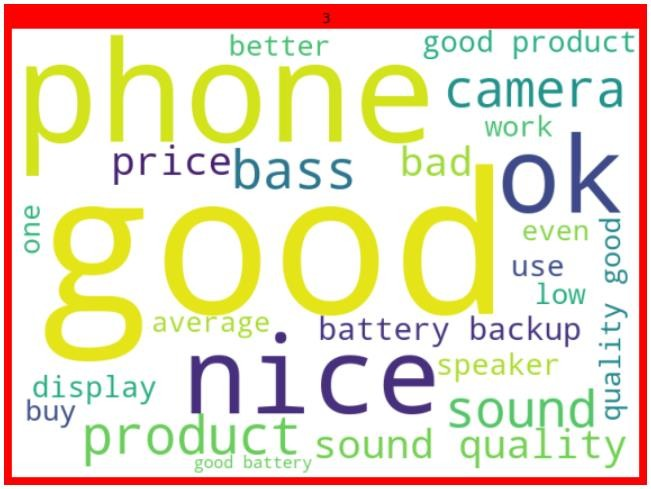 3
better
good product
phone
camera
work
price
bass
bad
ok
good
one
even
use
low
quality good
average
battery backup
nice
speaker
display
buy
sound
product
sound quality
good battery